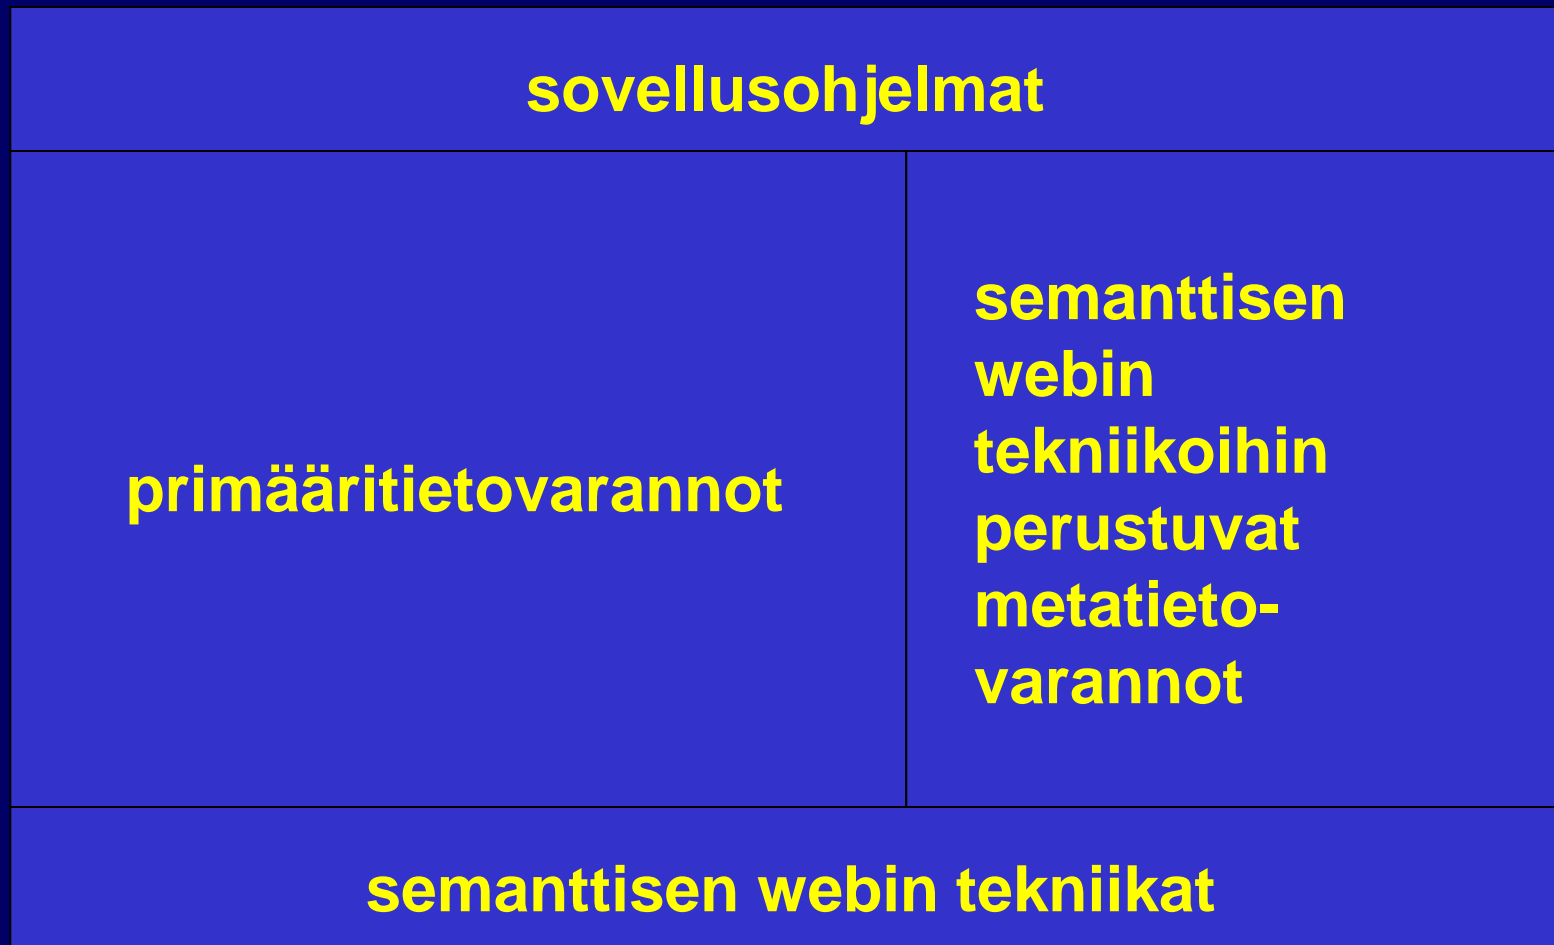 sovellusohjelmat
primääritietovarannot
semanttisen
webin
tekniikoihin
perustuvat
metatieto-
varannot
semanttisen webin tekniikat